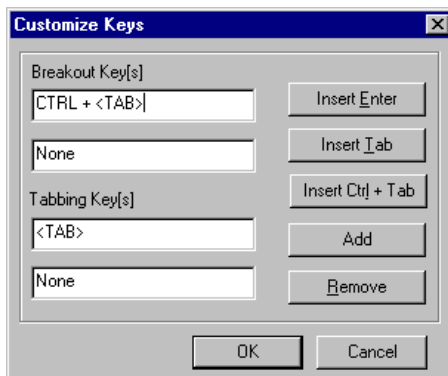 Customize Keys
Breakout Key[s]
CTRL + <TAB>
None
Tabbing Key[s]
<TAB>
None
Insert Enter
Insert Tab
Insert Ctrl + Tab
Add
Remove
OK
Cancel